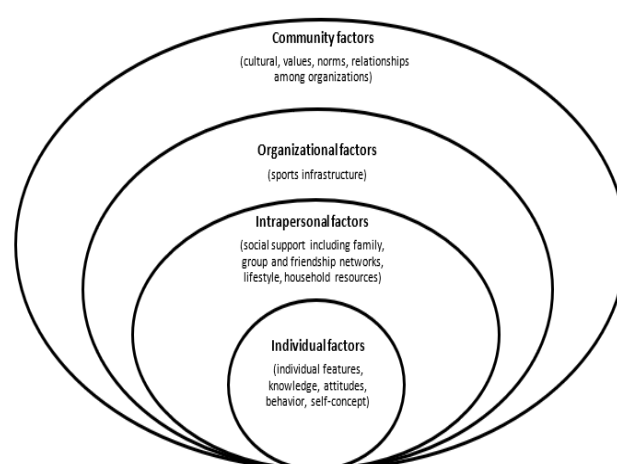 Community factors
(cultural, values, norms, relationships
among organizations)
Organizational factors
(sports infrastructure)
Intrapersonal factors
(social support including family,
group and friendship networks,
lifestyle, household resources)
Individual factors
(individual features,
knowledge, attitudes,
behavior, self-concept)